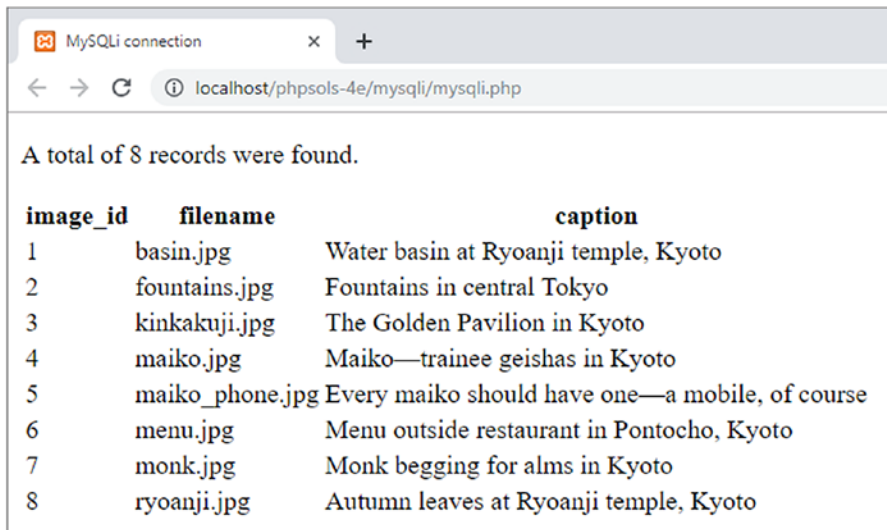 MySQLi connection
localhost/phpsols-4e/mysqli/mysqli.php
A total of 8 records were found.
image_id filename caption
1 basin.jpg Water basin at Ryoanji temple, Kyoto
2 fountains.jpg Fountains in central Tokyo
3 kinkakuji.jpg The Golden Pavilion in Kyoto
4 maiko.jpg Maiko—trainee geishas in Kyoto
5 maiko_phone.jpg Every maiko should have one—a mobile, of course
6 menu.jpg Menu outside restaurant in Pontocho, Kyoto
7 monk.jpg Monk begging for alms in Kyoto
8 ryoanji.jpg Autumn leaves at Ryoanji temple, Kyoto